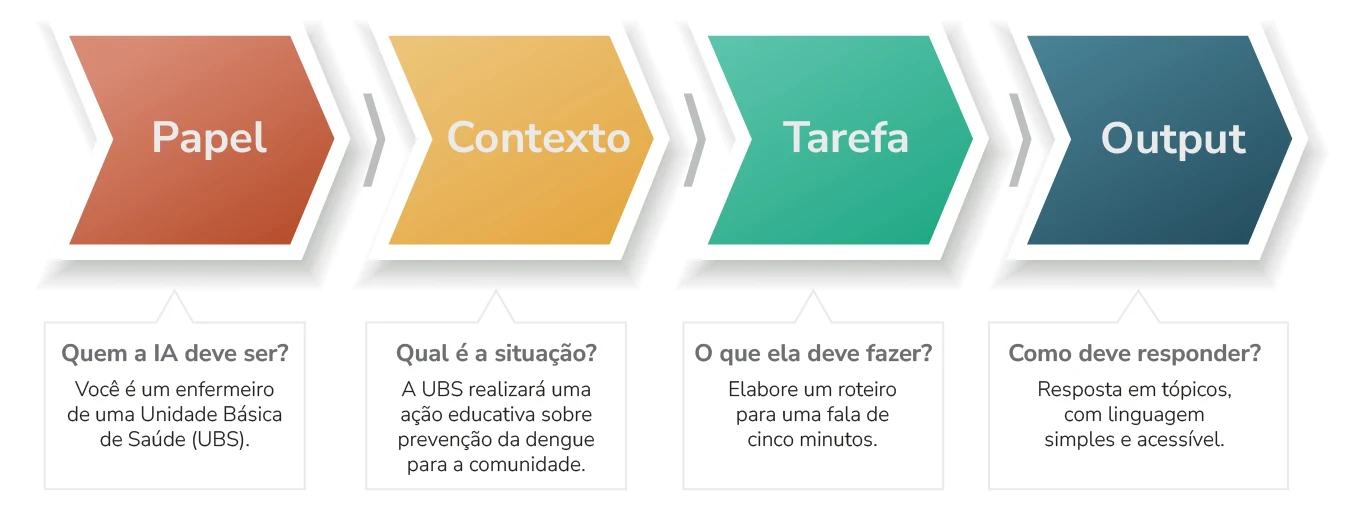 Papel
Contexto
Tarefa
Output
Quem a IA deve ser?
Você é um enfermeiro
de uma Unidade Básica
de Saúde (UBS).
Qual é a situação?
A UBS realizará uma
ação educativa sobre
prevenção da dengue
para a comunidade.
O que ela deve fazer?
Elabore um roteiro
para uma fala de
cinco minutos.
Como deve responder?
Resposta em tópicos,
com linguagem
simples e acessível.